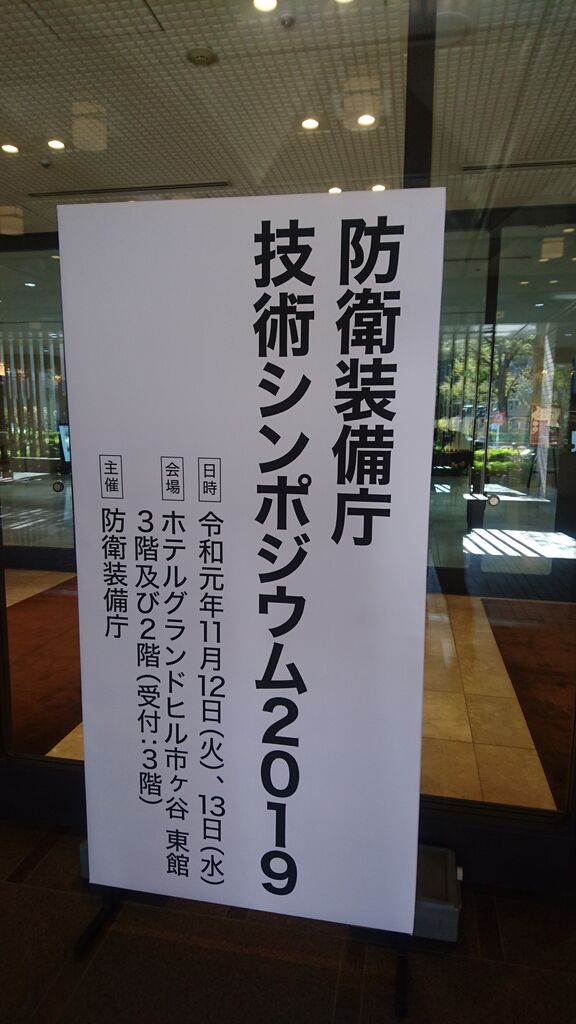 防衛装備庁
技術シンポジウム2019
日時 令和元年11月12日(火)、13日(水)
会場 ホテルグランドヒル市ヶ谷 東館
3階及び2階(受付:3階)
主催 防衛装備庁